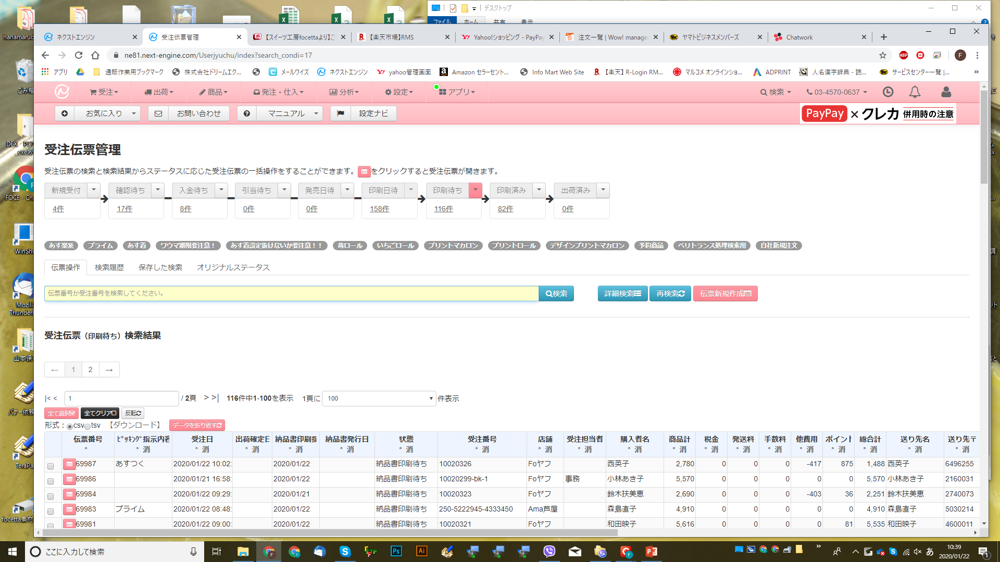 デスクトップ
ファイル ホーム 共有 表示
ネクストエンジン
受注伝票管理
【スイーツ工房focettaより】ご
【楽天市場】RMS
Yahoo!ショッピング - PayPay
注文一覧 | Wow! manage
ヤマトビジネスメンバーズ
Chatwork
ne81.next-engine.com/Userjyuchu/index?search_condi=17
アプリ 通販作業用ブックマーク 株式会社ドリームエク... メールワイズ ネクストエンジン yahoo管理画面 Amazon セラーセント... Info Mart Web Site 【楽天】R-Login RM... マルコメ オンラインショ... ADPRINT 人名漢字辞典 - 読... サービスセンター一覧 |... »
受注 出荷 商品 発注・仕入 分析 設定 アプリ 検索 03-4570-0637
お気に入り お問い合わせ マニュアル 設定ナビ
PayPay × クレカ 併用時の注意
受注伝票管理
受注伝票の検索と検索結果からステータスに応じた受注伝票の一括操作をすることができます。 をクリックすると受注伝票が開きます。
新規受付 確認待ち 入金待ち 引当待ち 発売日待 印刷日待 印刷待ち 印刷済み 出荷済み
4件 17件 8件 0件 0件 158件 116件 82件 0件
あす楽系 プライム あす着 ワウマ期限要注意! あす着設定抜けないか要注意!! 苺ロール いちごロール プリントマカロン プリントロール デザインプリントマカロン 予約商品 ベリトランス処理検索用 自社新規注文
伝票操作 検索履歴 保存した検索 オリジナルステータス
伝票番号か受注番号を検索してください。 検索 詳細検索 再検索 伝票新規作成
受注伝票（印刷待ち）検索結果
← 1 2 →
|< < 1 / 2頁 > >| 116件中1-100を表示 1頁に 100 件表示
全て選択 全てクリア 反転
形式： csv tsv 【ダウンロード】 データを折り返す
伝票番号 ﾋﾟｯｷﾝｸﾞ指示内容 受注日 出荷確定日 納品書印刷指 納品書発行日 状態 受注番号 店舗 受注担当者 購入者名 商品計 税金 発送料 手数料 他費用 ポイント 総合計 送り先名 送り先〒
* * 消 * 消 * 消 * 消 * 消 * 消 * 消 * 消 * 消 * 消 * 消 * 消 * 消 * 消 * 消 * 消 * 消 * 消 * 消
69987 あすつく 2020/01/22 10:02: 2020/01/22 納品書印刷待ち 10020326 Foヤフ 西英子 2,780 0 0 0 -417 875 1,488 西英子 6496255
69986 2020/01/21 16:58: 2020/01/22 納品書印刷待ち 10020299-bk-1 Foヤフ 事務 小林あき子 5,570 0 0 0 0 0 5,570 小林あき子 2160031
69984 2020/01/22 09:29: 2020/01/21 納品書印刷待ち 10020323 Foヤフ 鈴木扶美恵 2,690 0 0 0 -403 36 2,251 鈴木扶美恵 2740073
69983 プライム 2020/01/22 08:48: 2020/01/22 納品書印刷待ち 250-5222945-4333450 Ama芦屋 森島直子 4,910 0 0 0 0 0 4,910 森島直子 5030214
69981 2020/01/22 09:00: 2020/01/22 納品書印刷待ち 10020321 Foヤフ 和田映子 5,616 0 0 0 0 81 5,535 和田映子 4600011
hanamaruc
ごみ箱
FOCE - Ch
WinSh
Mozill
Thunderb
バナー依頼
TeraPa
focetta素材
ここに入力して検索
あ
10:39
2020/01/22
1